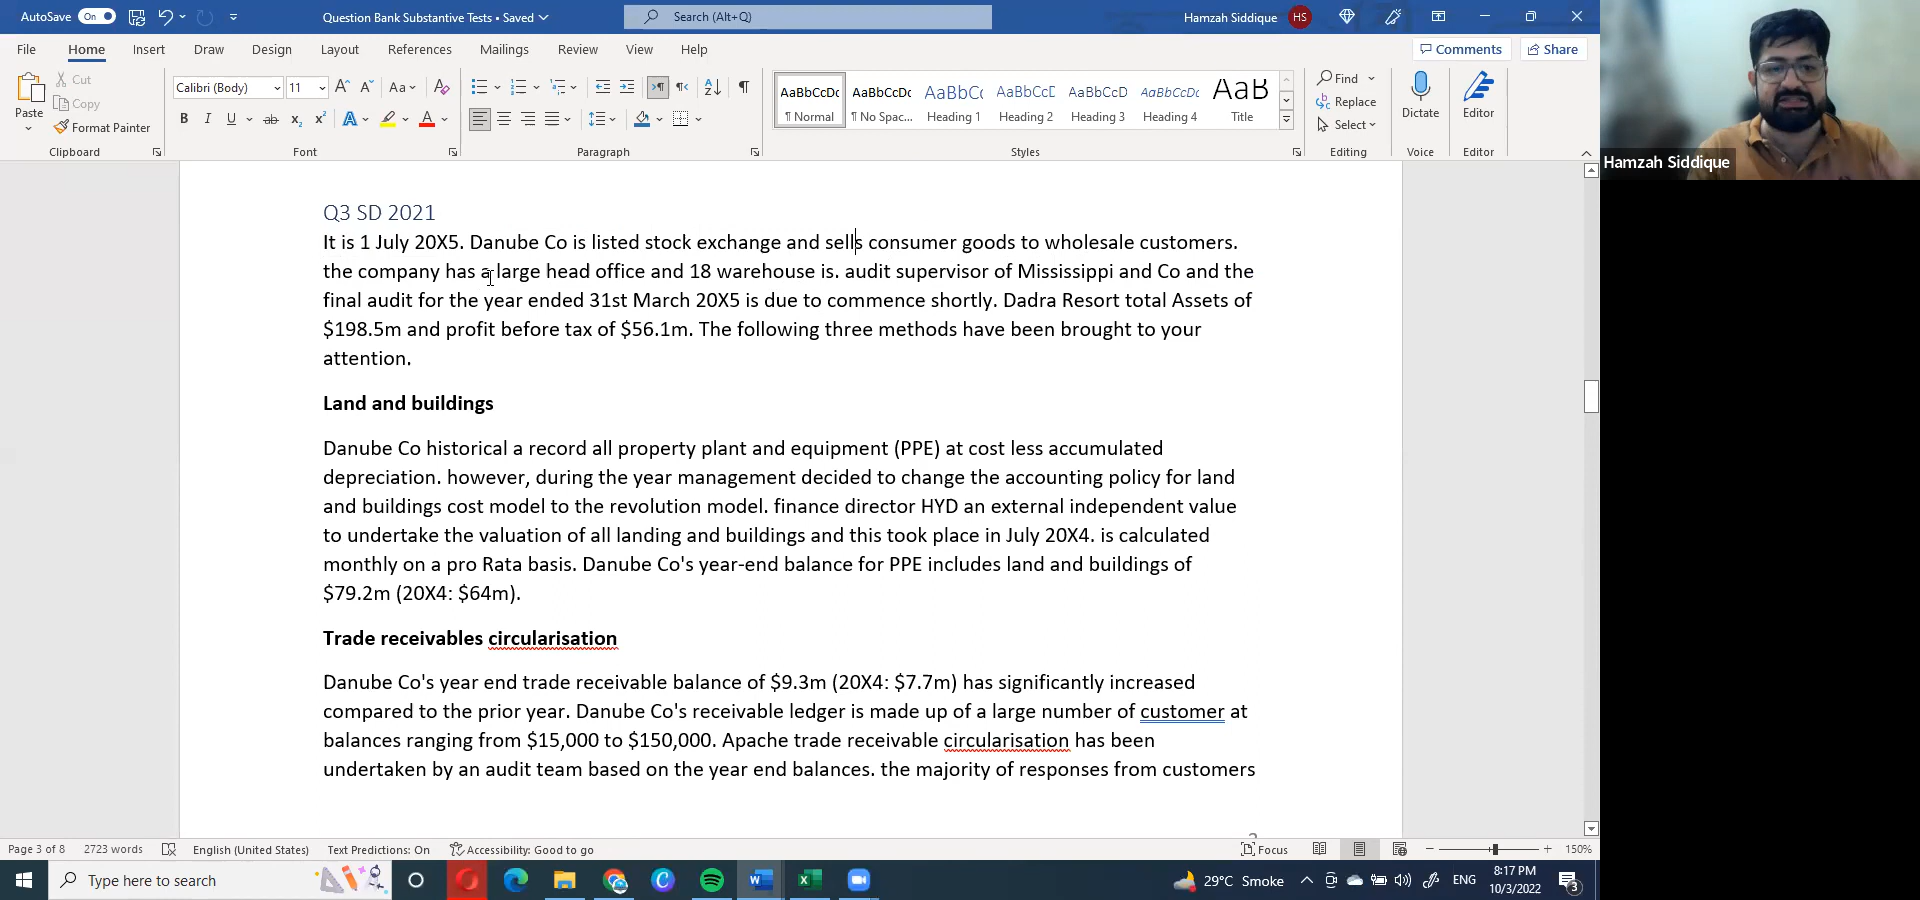 AutoSave On Question Bank Substantive Tests • Saved Search (Alt+Q) Hamzah Siddique HS
File Home Insert Draw Design Layout References Mailings Review View Help Comments Share
Paste Cut Copy Format Painter
Calibri (Body) 11 Aa
B I U ab x₂ x² A A
AaBbCcDc ¶ Normal
AaBbCcDc ¶ No Spac...
AaBbC( Heading 1
AaBbCcD Heading 2
AaBbCcD Heading 3
AaBbCcDc Heading 4
AaB Title
Find
Replace
Select
Dictate Editor
Clipboard Font Paragraph Styles Editing Voice Editor
Hamzah Siddique
Q3 SD 2021
It is 1 July 20X5. Danube Co is listed stock exchange and sells consumer goods to wholesale customers.
the company has a large head office and 18 warehouse is. audit supervisor of Mississippi and Co and the
final audit for the year ended 31st March 20X5 is due to commence shortly. Dadra Resort total Assets of
$198.5m and profit before tax of $56.1m. The following three methods have been brought to your
attention.
Land and buildings
Danube Co historical a record all property plant and equipment (PPE) at cost less accumulated
depreciation. however, during the year management decided to change the accounting policy for land
and buildings cost model to the revolution model. finance director HYD an external independent value
to undertake the valuation of all landing and buildings and this took place in July 20X4. is calculated
monthly on a pro Rata basis. Danube Co's year-end balance for PPE includes land and buildings of
$79.2m (20X4: $64m).
Trade receivables circularisation
Danube Co's year end trade receivable balance of $9.3m (20X4: $7.7m) has significantly increased
compared to the prior year. Danube Co's receivable ledger is made up of a large number of customer at
balances ranging from $15,000 to $150,000. Apache trade receivable circularisation has been
undertaken by an audit team based on the year end balances. the majority of responses from customers
Page 3 of 8 2723 words English (United States) Text Predictions: On Accessibility: Good to go Focus 150%
Type here to search 29°C Smoke ENG 8:17 PM
10/3/2022 3